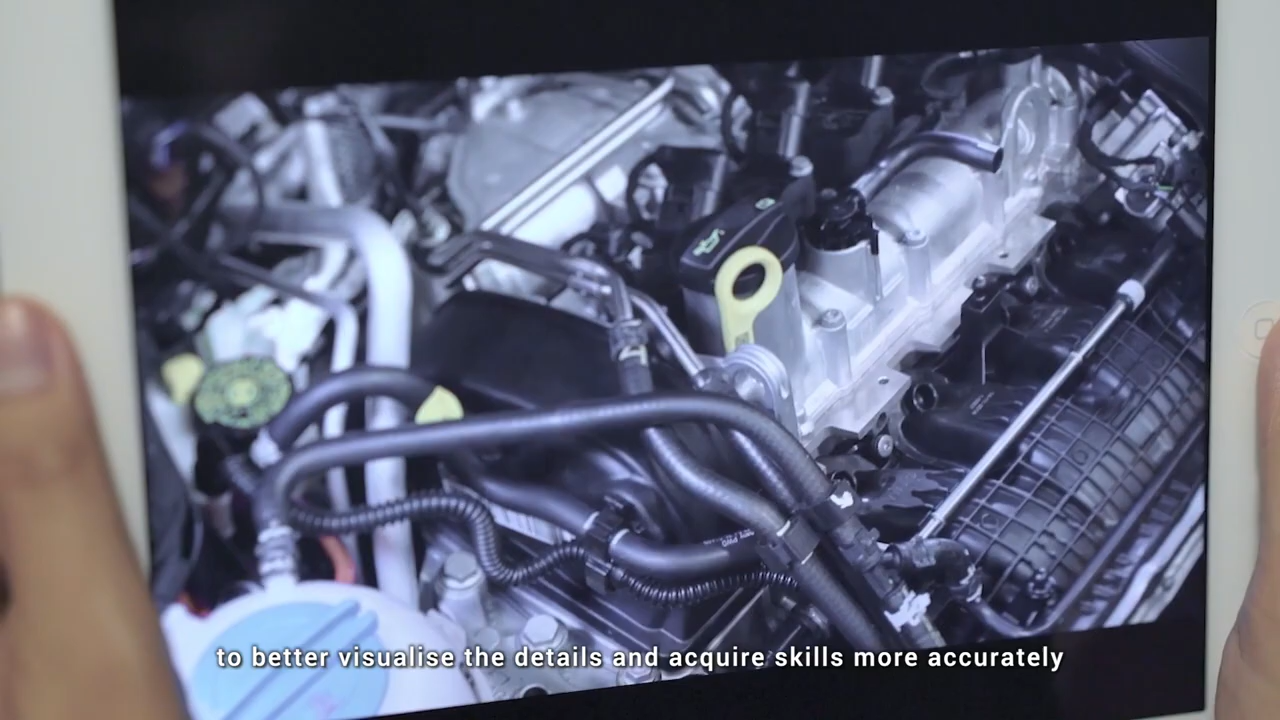 to better visualise the details and acquire skills more accurately